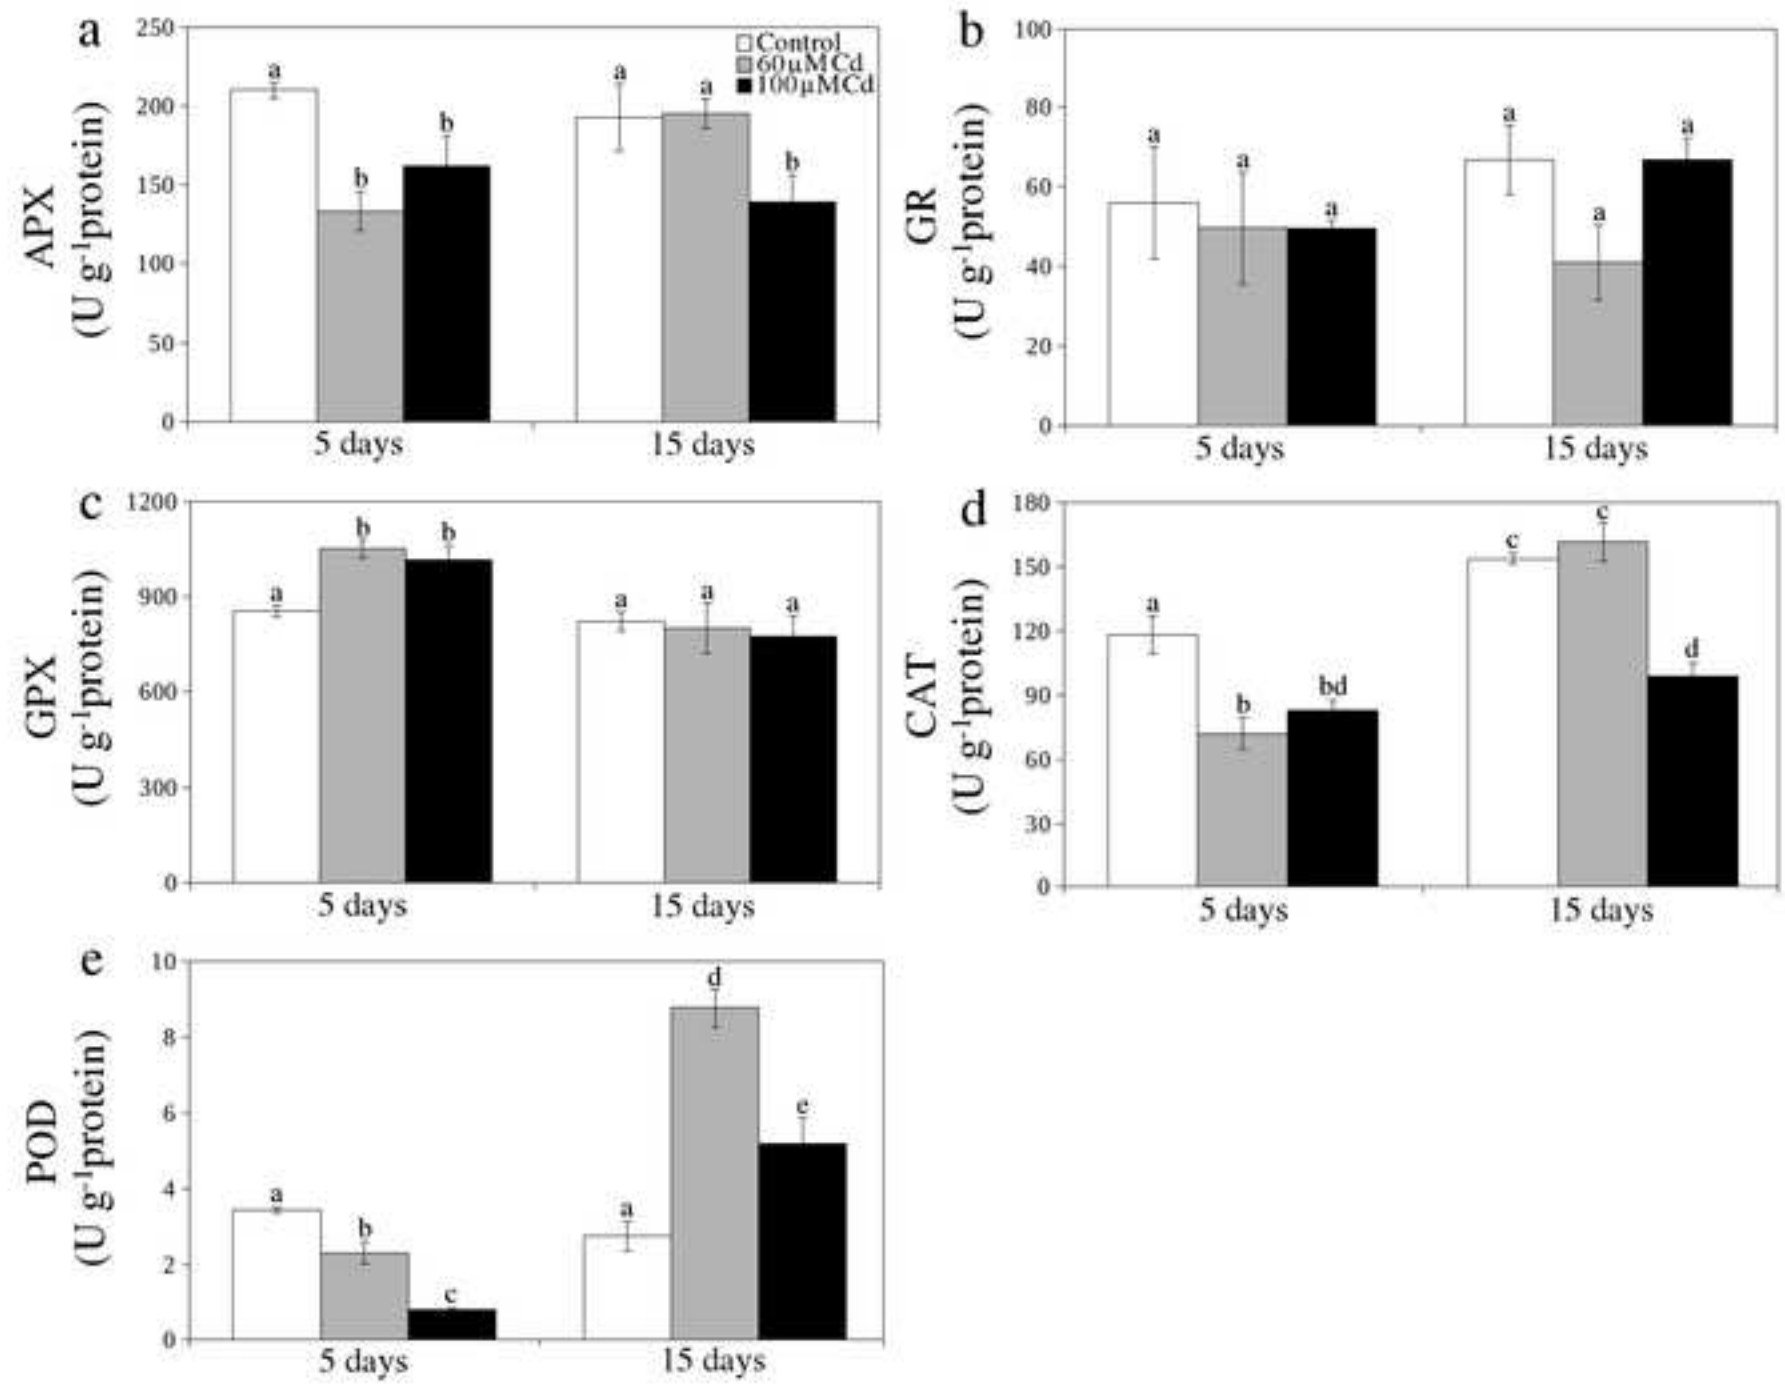 a
250
200
150
100
50
0
APX
(U g-1protein)
a
b
b
a
a
b
Control
60µMCd
100µMCd
5 days
15 days
b
100
80
60
40
20
0
GR
(U g-1protein)
a
a
a
a
a
a
5 days
15 days
c
1200
900
600
300
0
GPX
(U g-1protein)
a
b
b
a
a
a
5 days
15 days
d
180
150
120
90
60
30
0
CAT
(U g-1protein)
a
b
bd
c
c
d
5 days
15 days
e
10
8
6
4
2
0
POD
(U g-1protein)
a
b
c
a
d
e
5 days
15 days